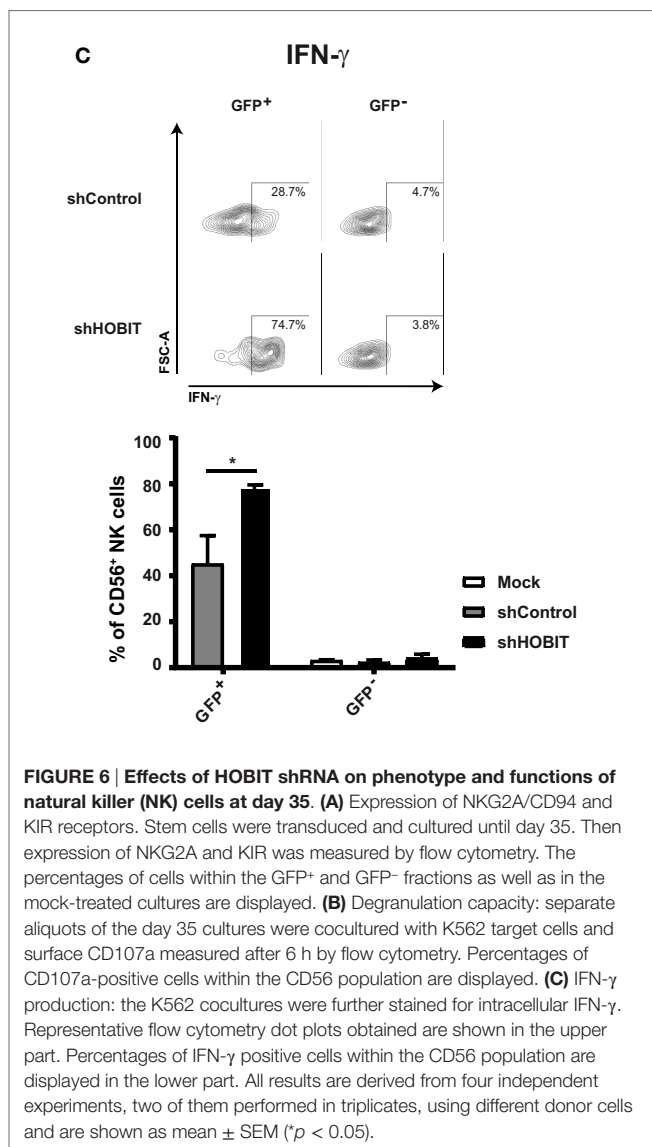 C
IFN-γ
GFP+ GFP-
shControl
28.7% 4.7%
shHOBIT
74.7% 3.8%
FSC-A
IFN-γ
100
80
60
40
20
0
% of CD56+ NK cells
*
GFP+
GFP-
Mock
shControl
shHOBIT
FIGURE 6 | Effects of HOBIT shRNA on phenotype and functions of
natural killer (NK) cells at day 35. (A) Expression of NKG2A/CD94 and
KIR receptors. Stem cells were transduced and cultured until day 35. Then
expression of NKG2A and KIR was measured by flow cytometry. The
percentages of cells within the GFP+ and GFP− fractions as well as in the
mock-treated cultures are displayed. (B) Degranulation capacity: separate
aliquots of the day 35 cultures were cocultured with K562 target cells and
surface CD107a measured after 6 h by flow cytometry. Percentages of
CD107a-positive cells within the CD56 population are displayed. (C) IFN-γ
production: the K562 cocultures were further stained for intracellular IFN-γ.
Representative flow cytometry dot plots obtained are shown in the upper
part. Percentages of IFN-γ positive cells within the CD56 population are
displayed in the lower part. All results are derived from four independent
experiments, two of them performed in triplicates, using different donor cells
and are shown as mean ± SEM (*p < 0.05).